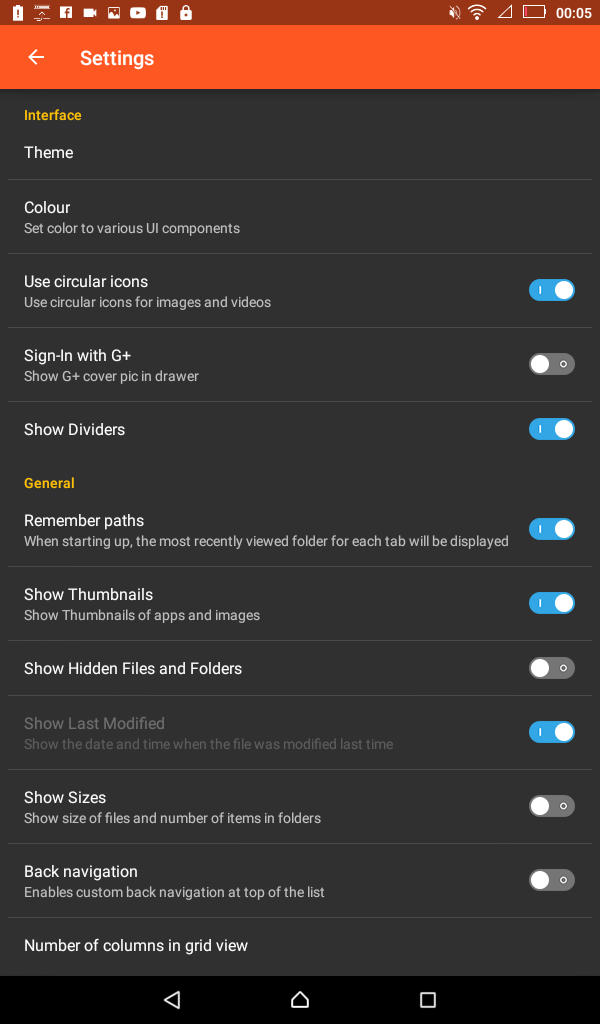 00:05
Settings
Interface
Theme
Colour
Set color to various UI components
Use circular icons
Use circular icons for images and videos
Sign-In with G+
Show G+ cover pic in drawer
Show Dividers
General
Remember paths
When starting up, the most recently viewed folder for each tab will be displayed
Show Thumbnails
Show Thumbnails of apps and images
Show Hidden Files and Folders
Show Last Modified
Show the date and time when the file was modified last time
Show Sizes
Show size of files and number of items in folders
Back navigation
Enables custom back navigation at top of the list
Number of columns in grid view